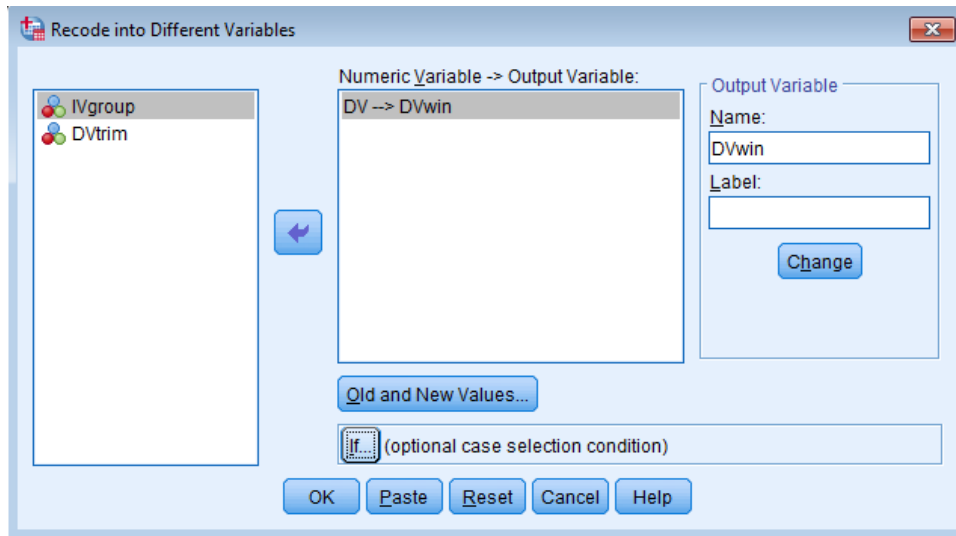 Recode into Different Variables
IVgroup
DVtrim
Numeric Variable -> Output Variable:
DV --> DVwin
Output Variable
Name:
DVwin
Label:
Change
Old and New Values...
If... (optional case selection condition)
OK Paste Reset Cancel Help